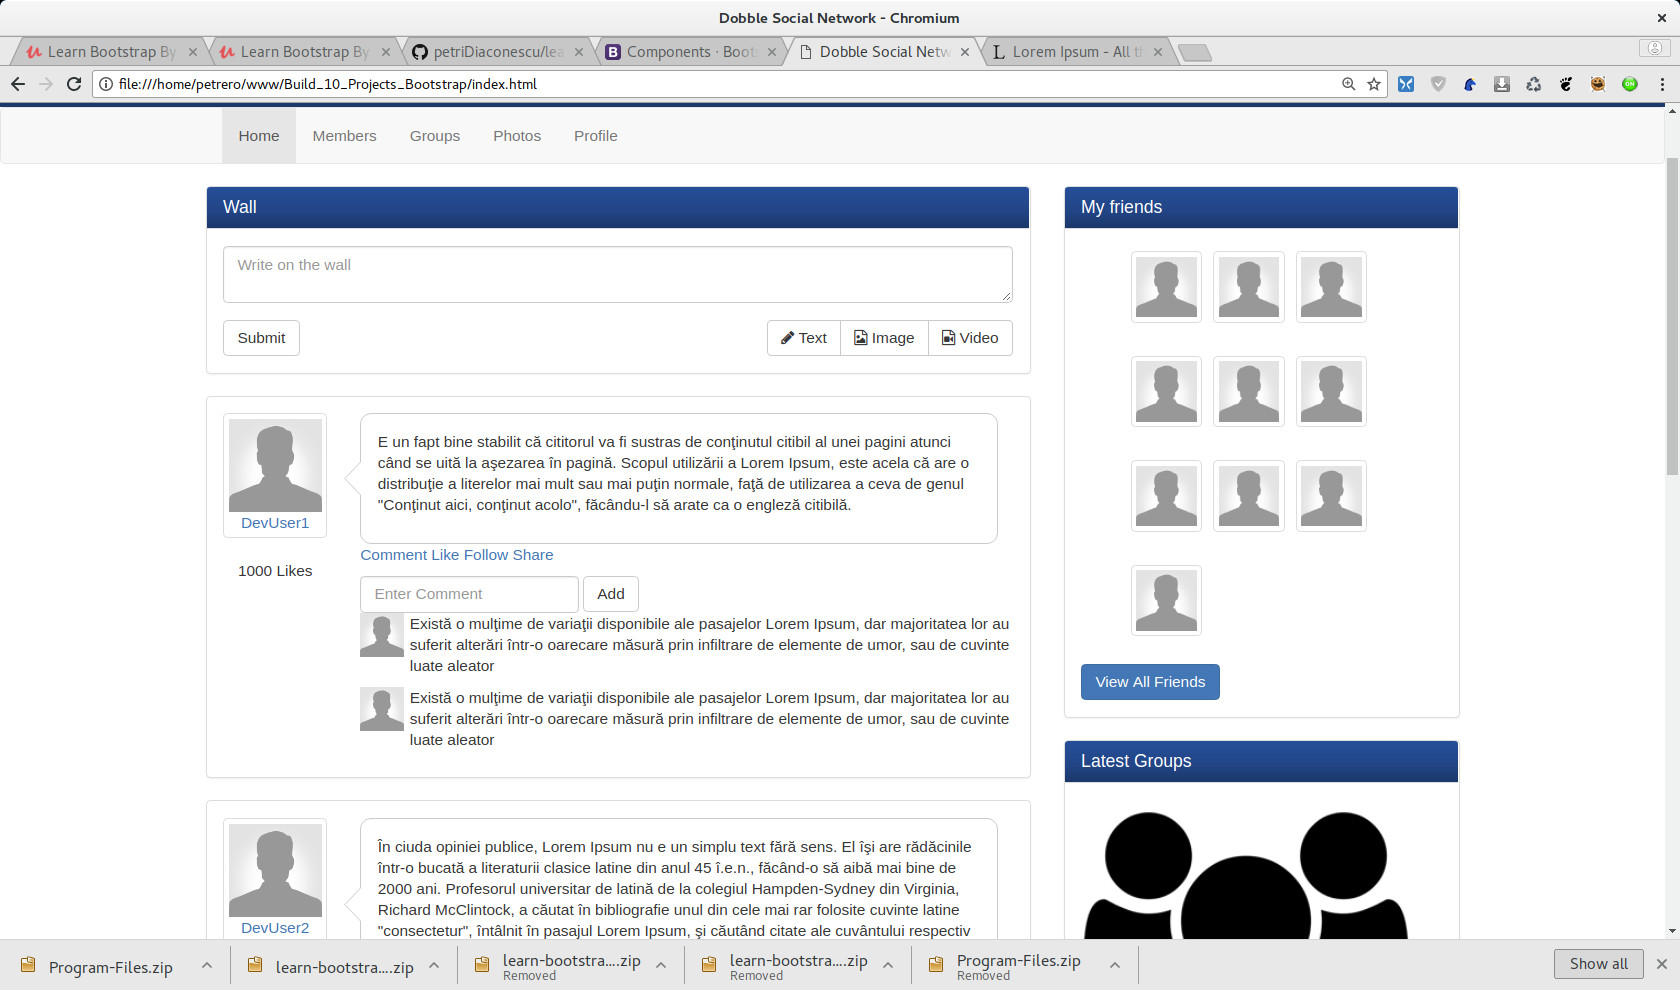 Dobble Social Network - Chromium
Learn Bootstrap By
Learn Bootstrap By
petriDiaconescu/lea
Components · Boots
Dobble Social Netw
Lorem Ipsum - All t
file:///home/petrero/www/Build_10_Projects_Bootstrap/index.html
Home Members Groups Photos Profile
Wall
Write on the wall
Submit
Text Image Video
DevUser1
1000 Likes
E un fapt bine stabilit că cititorul va fi sustras de conţinutul citibil al unei pagini atunci
când se uită la aşezarea în pagină. Scopul utilizării a Lorem Ipsum, este acela că are o
distribuţie a literelor mai mult sau mai puţin normale, faţă de utilizarea a ceva de genul
"Conţinut aici, conţinut acolo", făcându-l să arate ca o engleză citibilă.
Comment Like Follow Share
Enter Comment
Add
Există o mulţime de variaţii disponibile ale pasajelor Lorem Ipsum, dar majoritatea lor au
suferit alterări într-o oarecare măsură prin infiltrare de elemente de umor, sau de cuvinte
luate aleator
Există o mulţime de variaţii disponibile ale pasajelor Lorem Ipsum, dar majoritatea lor au
suferit alterări într-o oarecare măsură prin infiltrare de elemente de umor, sau de cuvinte
luate aleator
DevUser2
În ciuda opiniei publice, Lorem Ipsum nu e un simplu text fără sens. El îşi are rădăcinile
într-o bucată a literaturii clasice latine din anul 45 î.e.n., făcând-o să aibă mai bine de
2000 ani. Profesorul universitar de latină de la colegiul Hampden-Sydney din Virginia,
Richard McClintock, a căutat în bibliografie unul din cele mai rar folosite cuvinte latine
"consectetur", întâlnit în pasajul Lorem Ipsum, şi căutând citate ale cuvântului respectiv
My friends
View All Friends
Latest Groups
Program-Files.zip
learn-bootstra....zip
learn-bootstra....zip
Removed
learn-bootstra....zip
Removed
Program-Files.zip
Removed
Show all